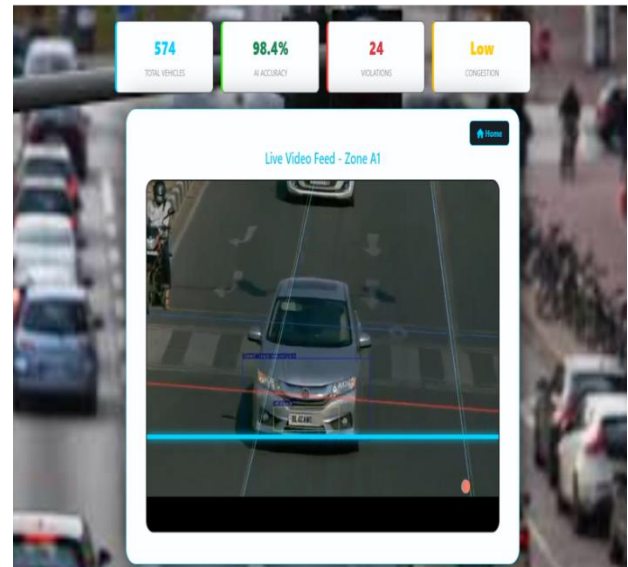 574
TOTAL VEHICLES
98.4%
AI ACCURACY
24
VIOLATIONS
Low
CONGESTION
Home
Live Video Feed - Zone A1